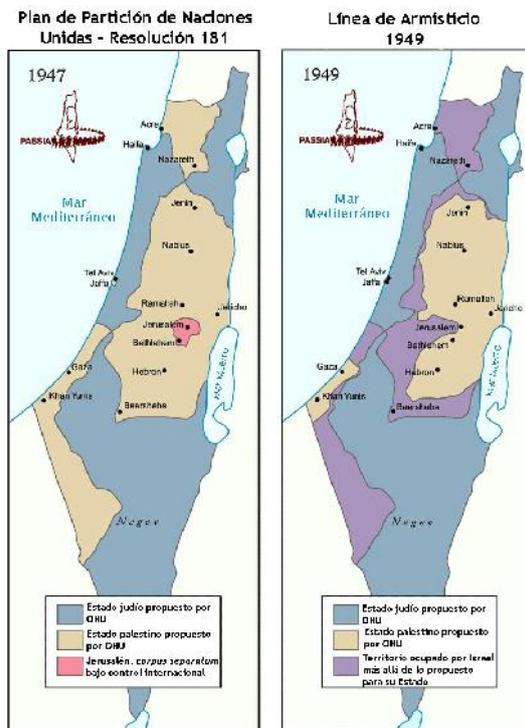 Plan de Partición de Naciones
Unidas - Resolución 181
1947
PASSIA
Acre
Haifa
Nazareth
Mar
Mediterráneo
Jenin
Nablus
Tel Aviv
Jaffa
Ramallah
Jericho
Jerusalem
Bethlehem
Gaza
Hebron
Mar Muerto
Khan Yunis
Beersheba
Negev
Estado judío propuesto por
OHU
Estado palestino propuesto
por OHU
Jerusalén, corpus separatum
bajo control internacional
Línea de Armisticio
1949
1949
PASSIA
Acre
Haifa
Nazareth
Mar
Mediterráneo
Jenin
Nablus
Tel Aviv
Jaffa
Ramallah
Jericho
Jerusalem
Bethlehem
Gaza
Hebron
Mar Muerto
Khan Yunis
Beersheba
Negev
Estado judío propuesto por
OHU
Estado palestino propuesto por
OHU
Territorio ocupado por Israel
más allá de lo propuesto
para su Estado